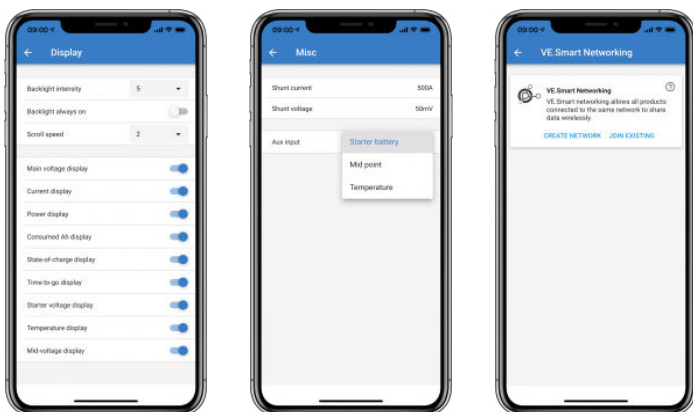 09:00
Display
Backlight intensity 5
Backlight always on
Scroll speed 2
Main voltage display
Current display
Power display
Consumed Ah display
State-of-charge display
Time-to-go display
Starter voltage display
Temperature display
Mid-voltage display
09:00
Misc
Shunt current 500A
Shunt voltage 50mV
Aux input Starter battery
Mid point
Temperature
09:00
VE.Smart Networking
VE.Smart Networking
VE.Smart networking allows all products
connected to the same network to share
data wirelessly.
CREATE NETWORK JOIN EXISTING